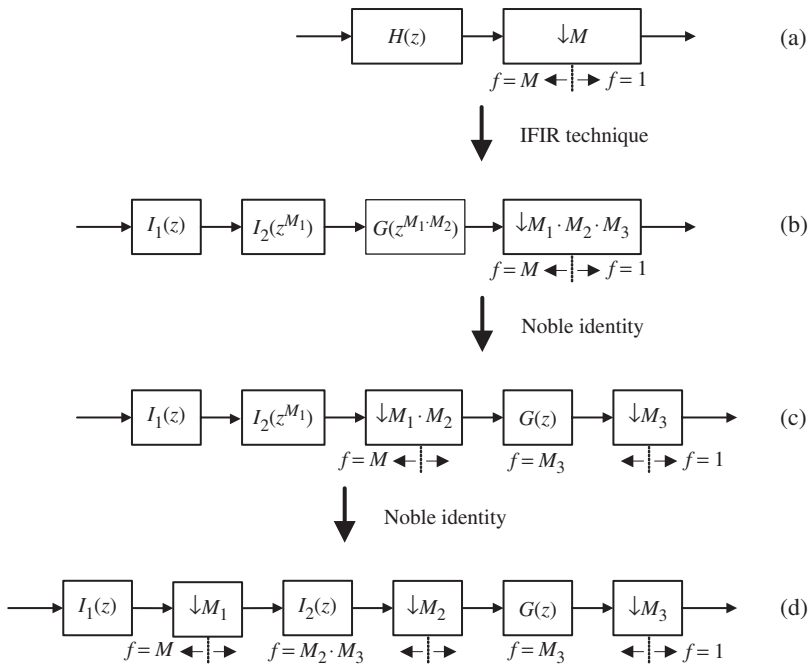 H(z) ↓M (a)
f = M f = 1
IFIR technique
I₁(z) I₂(z^M₁) G(z^M₁·M₂) ↓M₁ · M₂ · M₃ (b)
f = M f = 1
Noble identity
I₁(z) I₂(z^M₁) ↓M₁ · M₂ G(z) ↓M₃ (c)
f = M f = M₃ f = 1
Noble identity
I₁(z) ↓M₁ I₂(z) ↓M₂ G(z) ↓M₃ (d)
f = M f = M₂ · M₃ f = M₃ f = 1